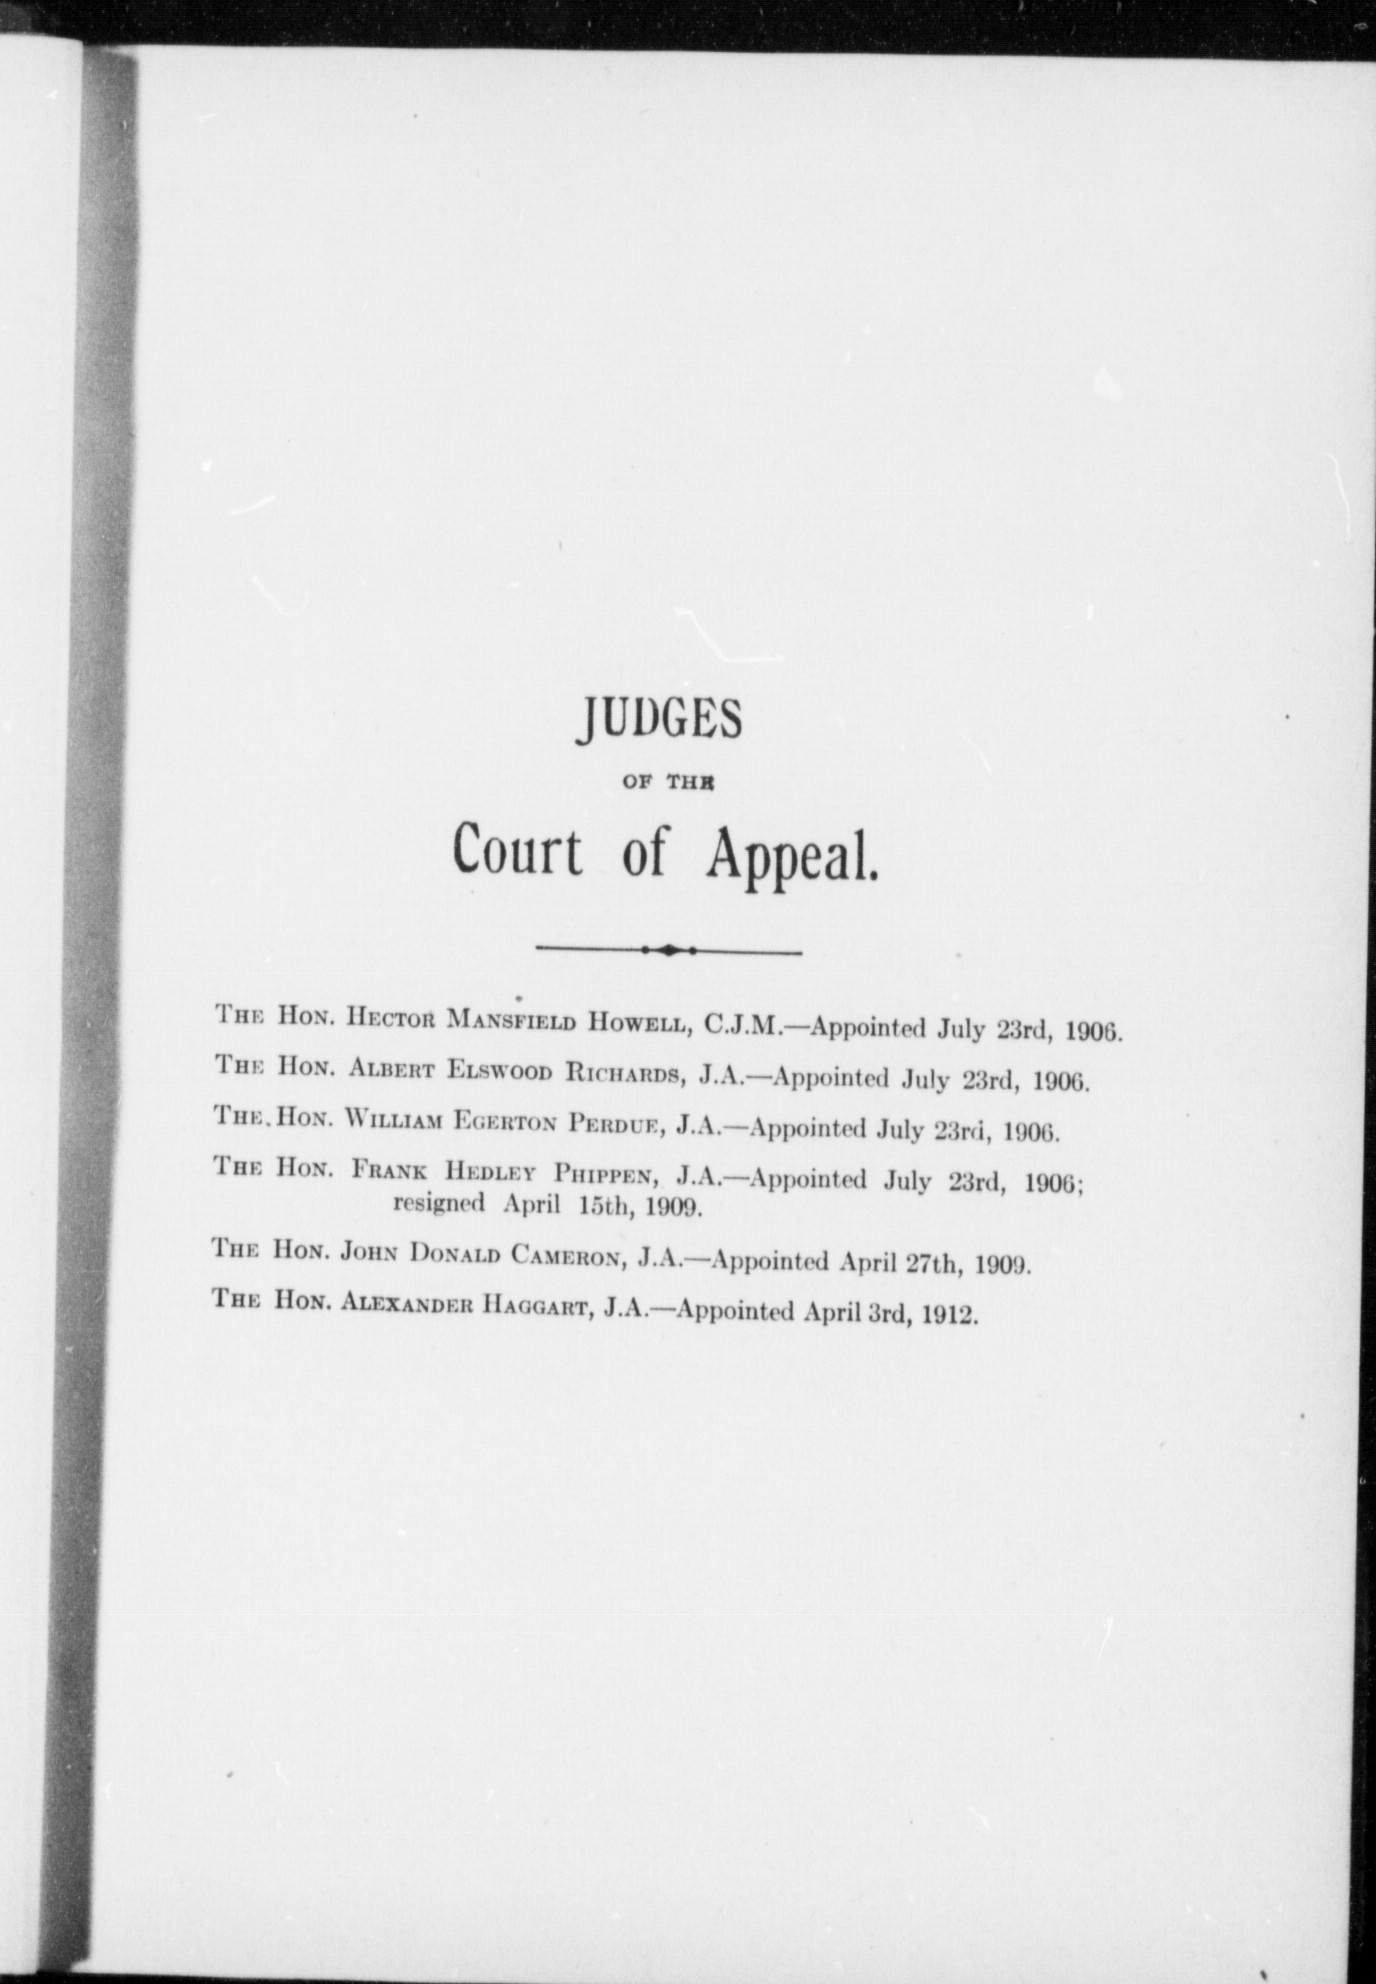 JUDGES
OF THE
Court of Appeal.
THE HON. HECTOR MANSFIELD HOWELL, C.J.M.—Appointed July 23rd, 1906.
THE HON. ALBERT ELSWOOD RICHARDS, J.A.—Appointed July 23rd, 1906.
THE HON. WILLIAM EGERTON PERDUE, J.A.—Appointed July 23rd, 1906.
THE HON. FRANK HEDLEY PHIPPEN, J.A.—Appointed July 23rd, 1906;
resigned April 15th, 1909.
THE HON. JOHN DONALD CAMERON, J.A.—Appointed April 27th, 1909.
THE HON. ALEXANDER HAGGART, J.A.—Appointed April 3rd, 1912.